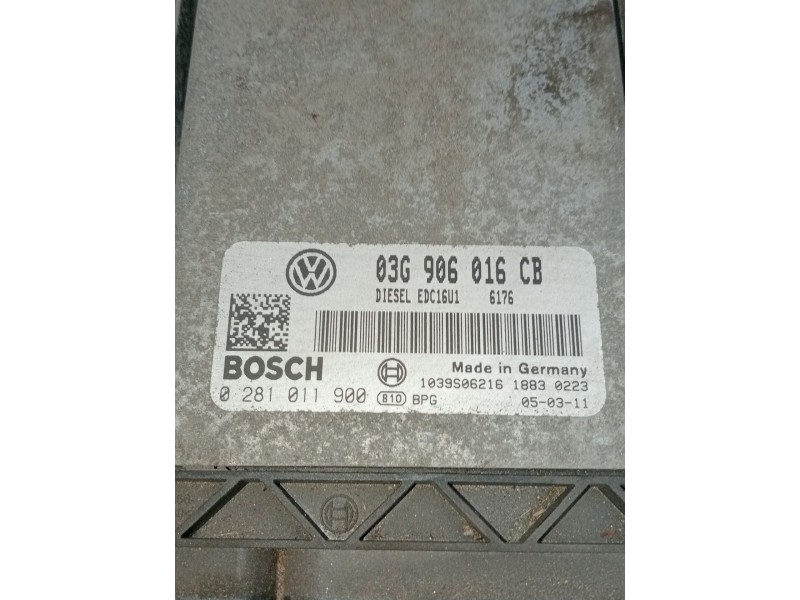 03G 906 016 CB
DIESEL EDC16U1 6176
BOSCH
Made in Germany
1039S06216 1883 0223
0 281 011 900 810 BPG 05-03-11